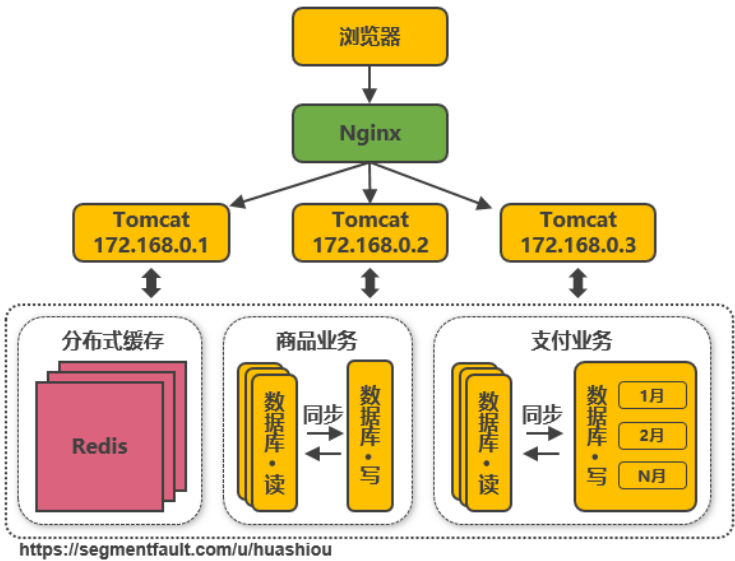 浏览器
Nginx
Tomcat
172.168.0.1
Tomcat
172.168.0.2
Tomcat
172.168.0.3
分布式缓存
Redis
商品业务
数据库·读
同步
数据库·写
支付业务
数据库·读
同步
数据库·写
1月
2月
N月
https://segmentfault.com/u/huashiou